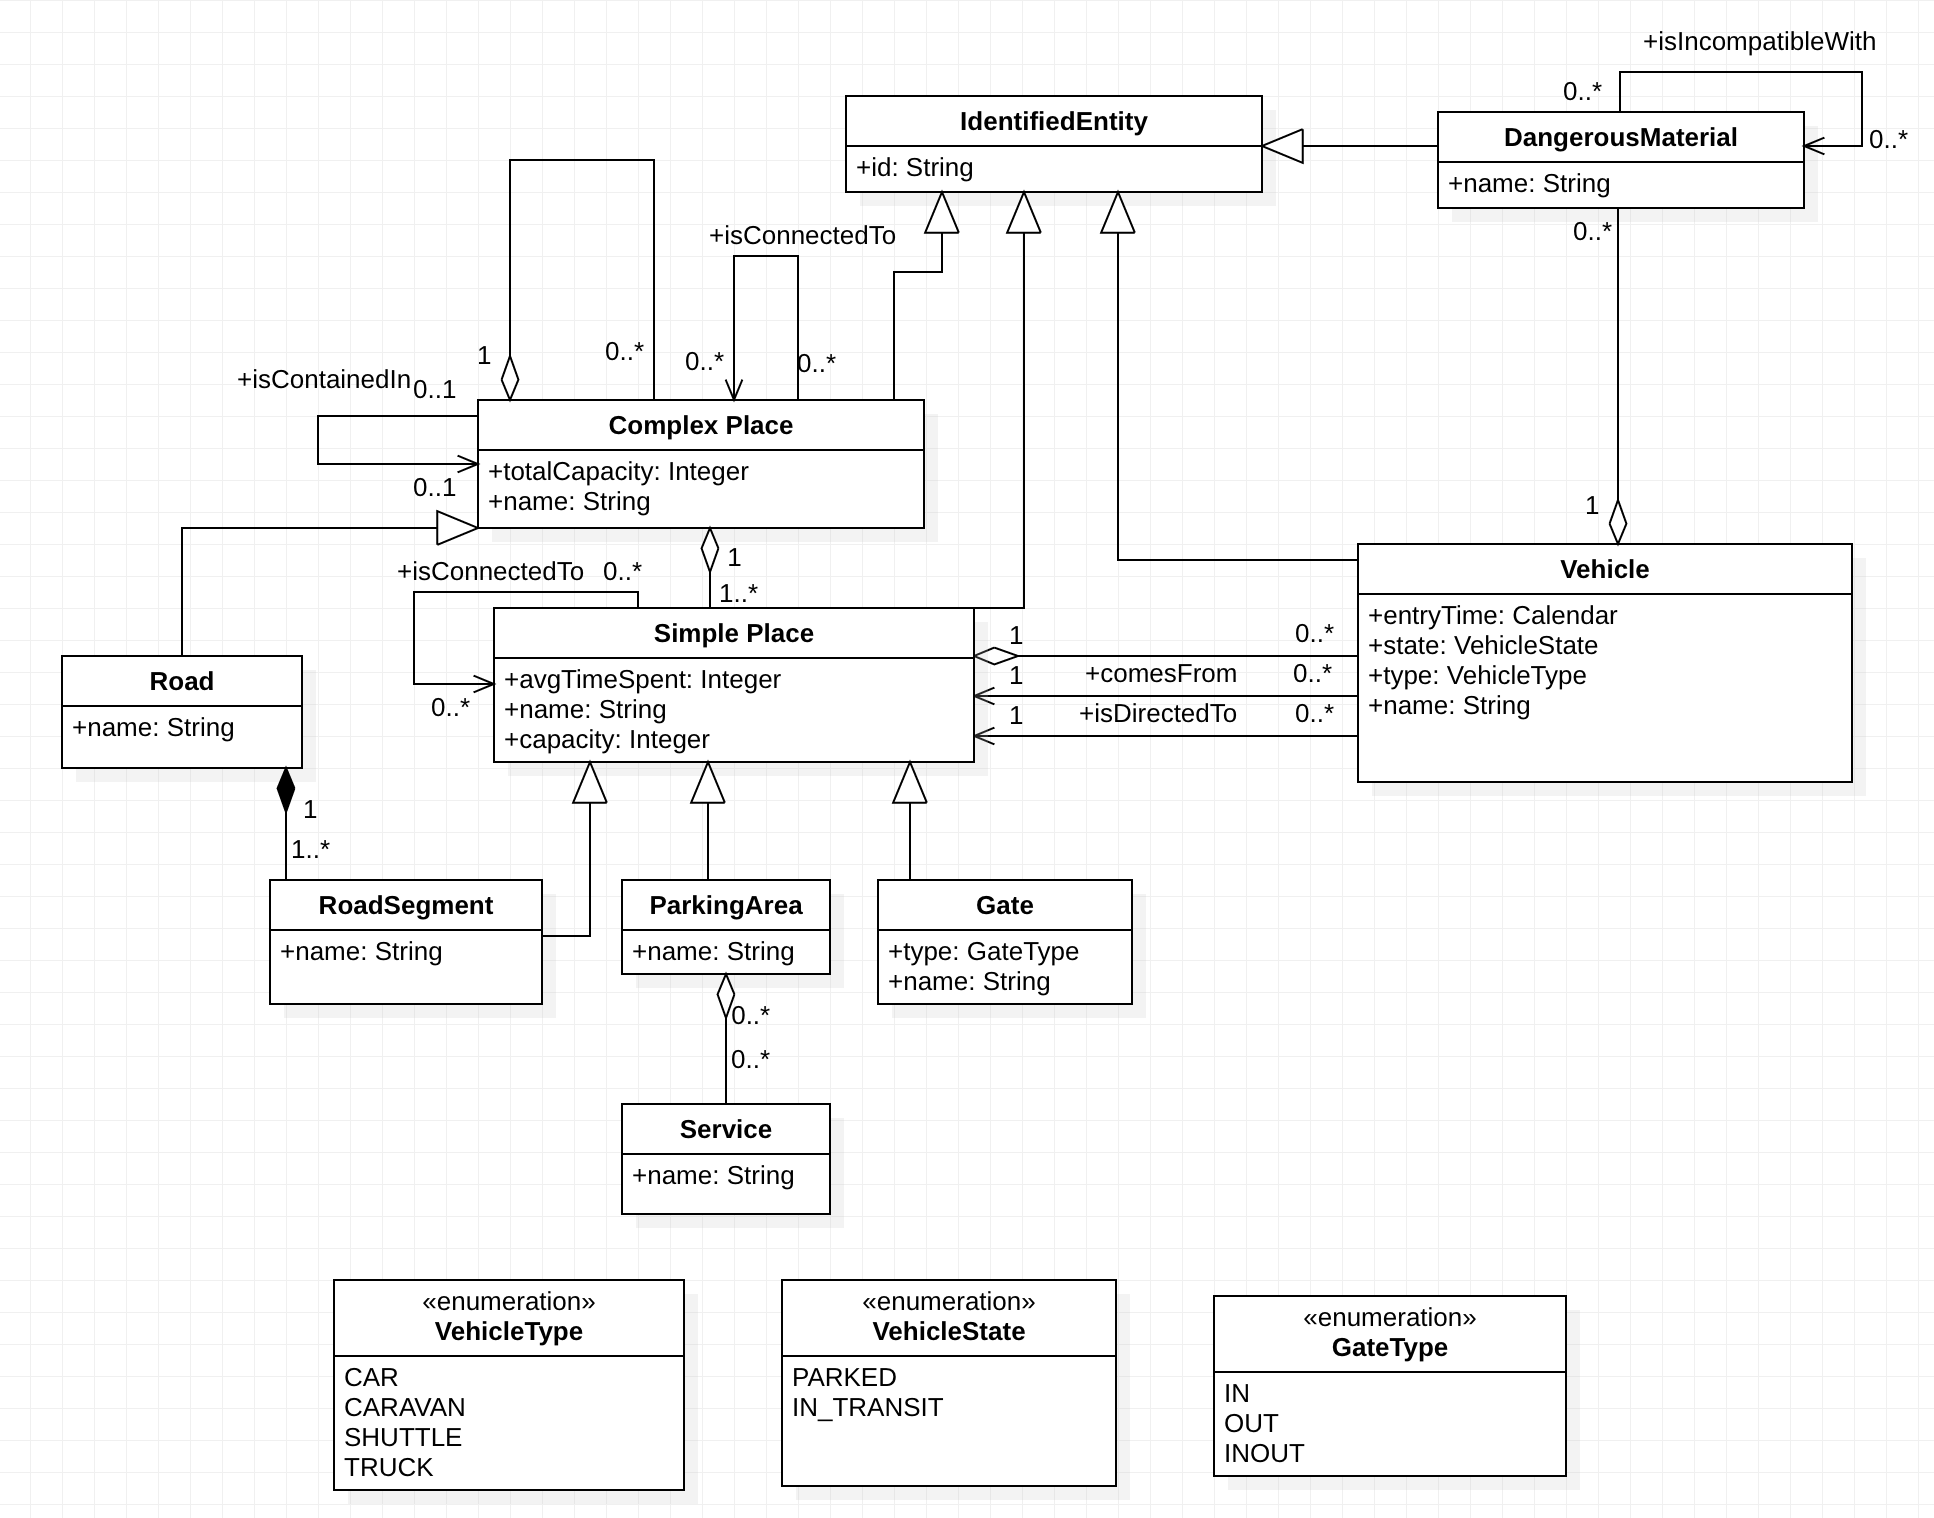 +isIncompatibleWith
0..*
0..*
IdentifiedEntity
+id: String
DangerousMaterial
+name: String
0..*
+isConnectedTo
0..*
0..*
1
0..*
+isContainedIn
0..1
0..1
Complex Place
+totalCapacity: Integer
+name: String
1
1..*
+isConnectedTo
0..*
0..*
1
Vehicle
+entryTime: Calendar
+state: VehicleState
+type: VehicleType
+name: String
Simple Place
+avgTimeSpent: Integer
+name: String
+capacity: Integer
1
0..*
1
+comesFrom
0..*
1
+isDirectedTo
0..*
Road
+name: String
1
1..*
RoadSegment
+name: String
ParkingArea
+name: String
Gate
+type: GateType
+name: String
0..*
0..*
Service
+name: String
«enumeration»
VehicleType
CAR
CARAVAN
SHUTTLE
TRUCK
«enumeration»
VehicleState
PARKED
IN_TRANSIT
«enumeration»
GateType
IN
OUT
INOUT